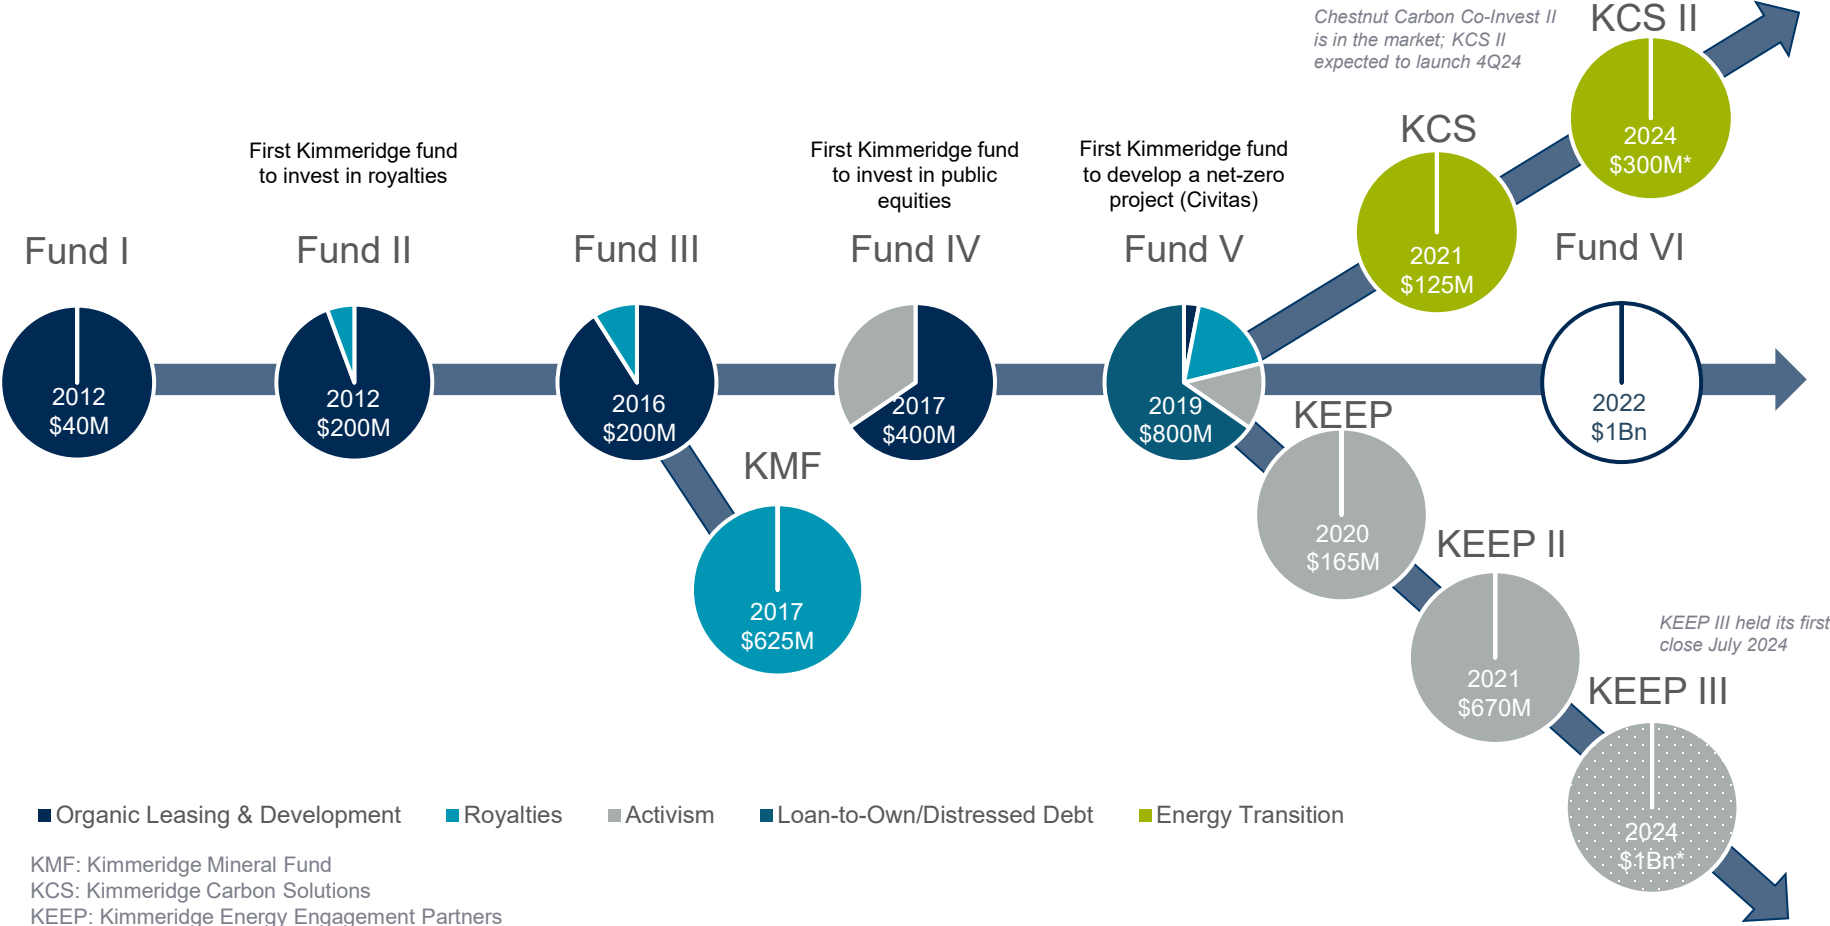 Chestnut Carbon Co-Invest II
is in the market; KCS II
expected to launch 4Q24
KCS II
2024
$300M*
KCS
2021
$125M
First Kimmeridge fund
to invest in royalties
First Kimmeridge fund
to invest in public
equities
First Kimmeridge fund
to develop a net-zero
project (Civitas)
Fund I
Fund II
Fund III
Fund IV
Fund V
Fund VI
2012
$40M
2012
$200M
2016
$200M
2017
$400M
2019
$800M
2022
$1Bn
KMF
2017
$625M
KEEP
2020
$165M
KEEP II
2021
$670M
KEEP III held its first
close July 2024
KEEP III
2024
$1Bn*
Organic Leasing & Development
Royalties
Activism
Loan-to-Own/Distressed Debt
Energy Transition
KMF: Kimmeridge Mineral Fund
KCS: Kimmeridge Carbon Solutions
KEEP: Kimmeridge Energy Engagement Partners